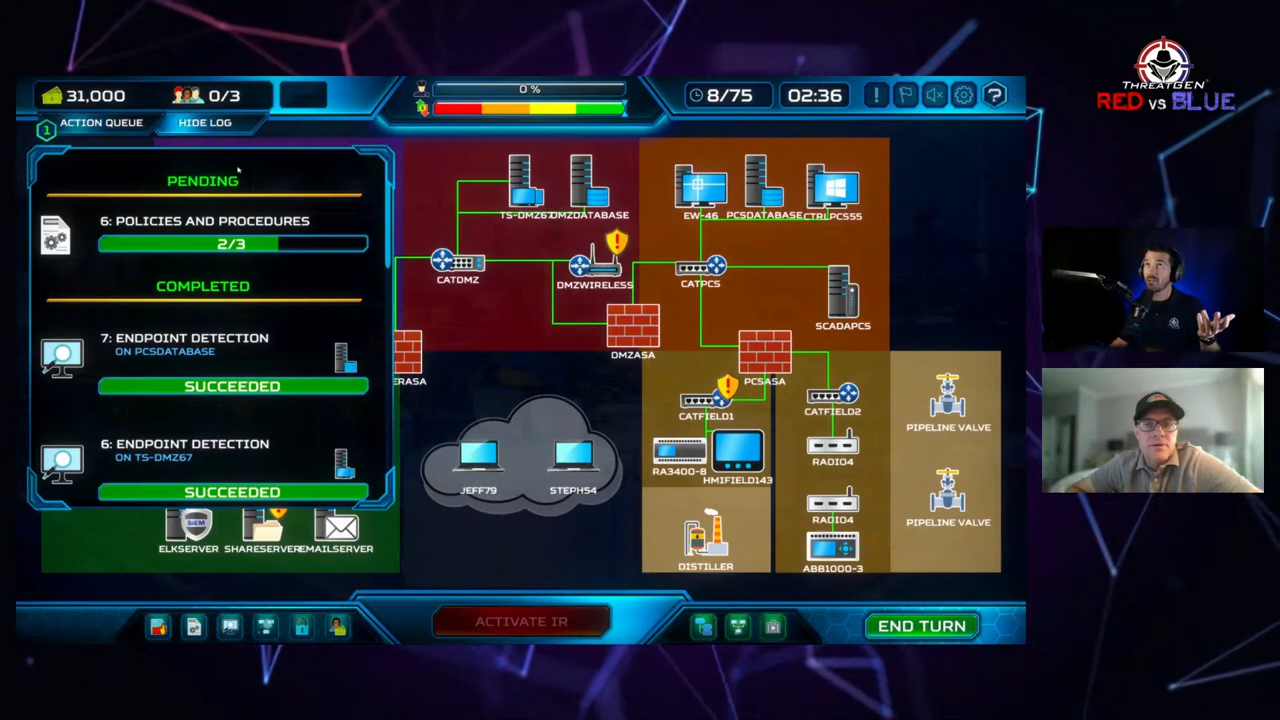 31,000
0/3
0 %
8/75
02:36
!
?
THREATGEN
RED VS BLUE
1
ACTION QUEUE
HIDE LOG
PENDING
6: POLICIES AND PROCEDURES
2/3
COMPLETED
7: ENDPOINT DETECTION
ON PCSDATABASE
SUCCEEDED
6: ENDPOINT DETECTION
ON TS-DMZ67
SUCCEEDED
TS-DMZ67
DMZDATABASE
EW-46
PCSDATABASE
CTRLPCS55
CATDMZ
DMZWIRELESS
CATPCS
SCADAPCS
DMZASA
ERASA
PCSASA
CATFIELD1
CATFIELD2
PIPELINE VALVE
RA3400-B
HMIFIELD143
RADIO4
JEFF79
STEPH54
RADIO4
PIPELINE VALVE
SIEM
ELKSERVER
SHARESERVER
EMAILSERVER
DISTILLER
ABB1000-3
ACTIVATE IR
END TURN